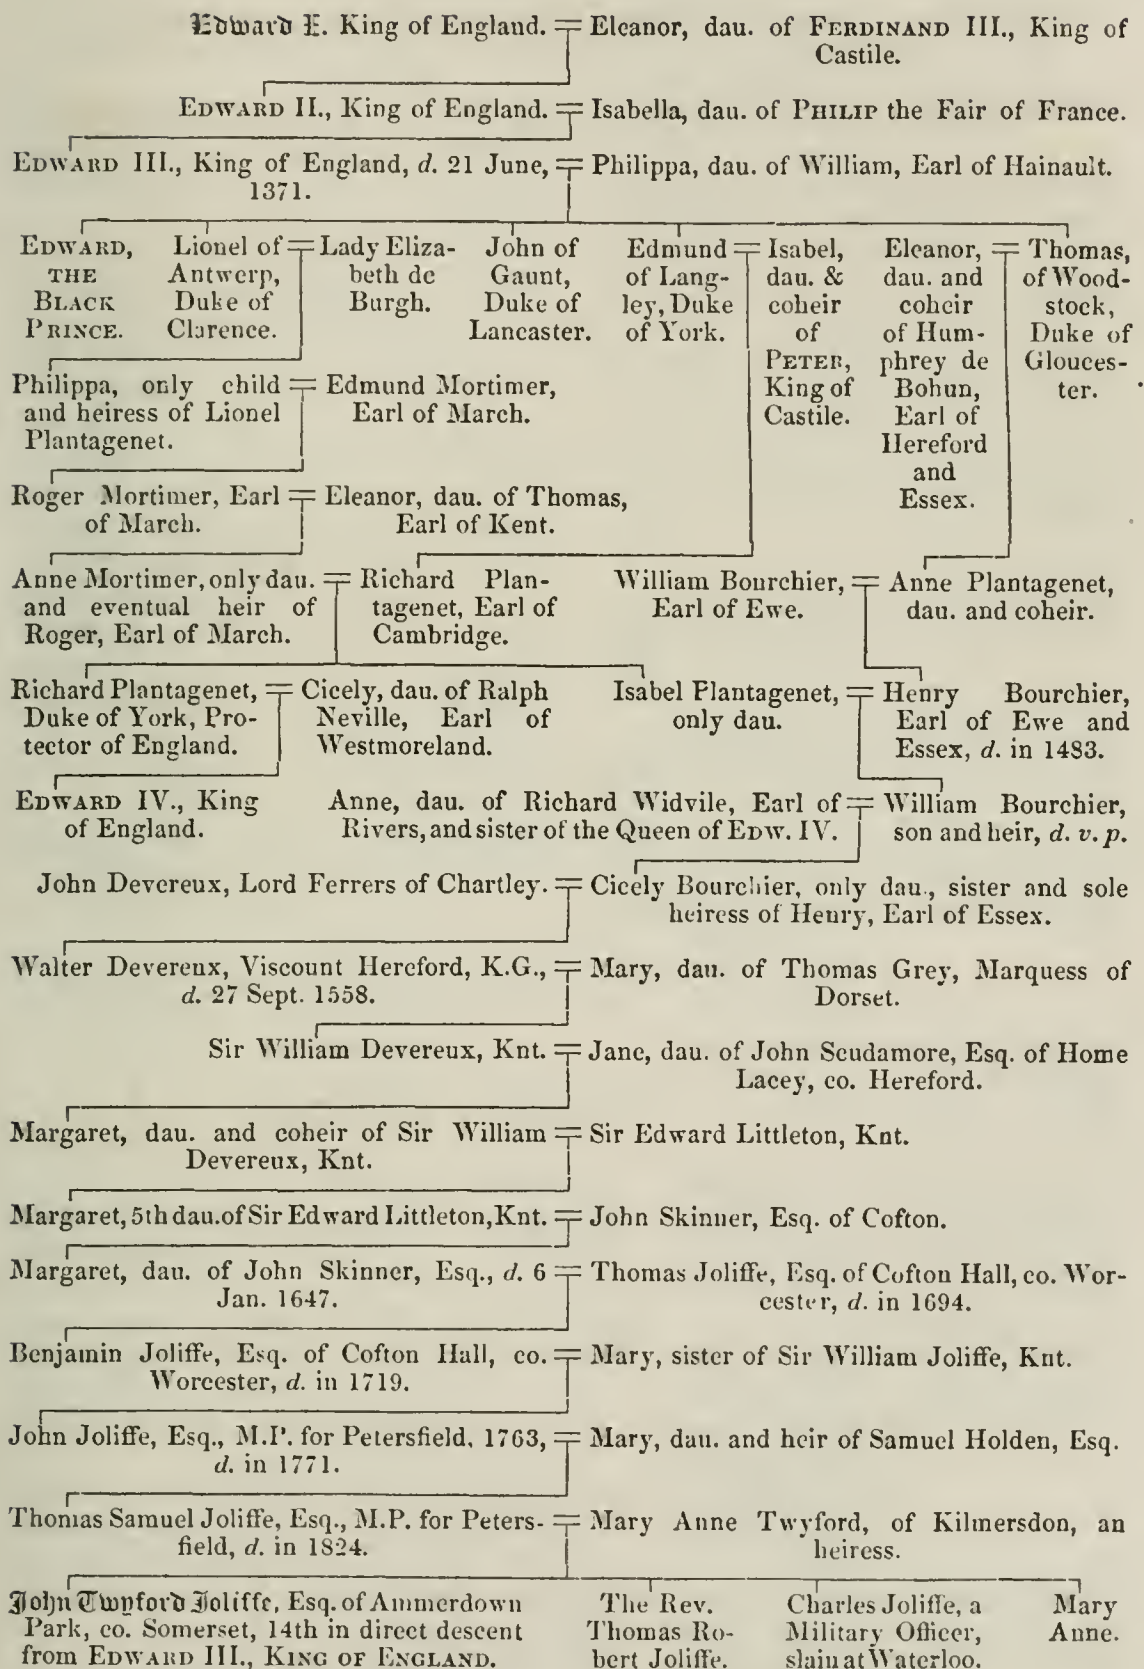 Edward I. King of England. = Eleanor, dau. of FERDINAND III., King of
Castile.
EDWARD II., King of England. = Isabella, dau. of PHILIP the Fair of France.
EDWARD III., King of England, d. 21 June,
1371.
= Philippa, dau. of William, Earl of Hainault.
EDWARD,
THE
BLACK
PRINCE.
Lionel of
Antwerp,
Duke of
Clarence.
= Lady Eliza-
beth de
Burgh.
John of
Gaunt,
Duke of
Lancaster.
Edmund
of Lang-
ley, Duke
of York.
= Isabel,
dau. &
coheir
of
PETER,
King of
Castile.
Eleanor,
dau. and
coheir
of Hum-
phrey de
Bohun,
Earl of
Hereford
and
Essex.
= Thomas,
of Wood-
stock,
Duke of
Glouces-
ter.
Philippa, only child
and heiress of Lionel
Plantagenet.
= Edmund Mortimer,
Earl of March.
Roger Mortimer, Earl
of March.
= Eleanor, dau. of Thomas,
Earl of Kent.
Anne Mortimer, only dau.
and eventual heir of
Roger, Earl of March.
= Richard Plan-
tagenet, Earl of
Cambridge.
William Bourchier,
Earl of Ewe.
= Anne Plantagenet,
dau. and coheir.
Richard Plantagenet,
Duke of York, Pro-
tector of England.
= Cicely, dau. of Ralph
Neville, Earl of
Westmoreland.
Isabel Plantagenet,
only dau.
= Henry Bourchier,
Earl of Ewe and
Essex, d. in 1483.
EDWARD IV., King
of England.
Anne, dau. of Richard Widvile, Earl of
Rivers, and sister of the Queen of EDW. IV.
= William Bourchier,
son and heir, d. v. p.
John Devereux, Lord Ferrers of Chartley. = Cicely Bourchier, only dau., sister and sole
heiress of Henry, Earl of Essex.
Walter Devereux, Viscount Hereford, K.G.,
d. 27 Sept. 1558.
= Mary, dau. of Thomas Grey, Marquess of
Dorset.
Sir William Devereux, Knt. = Jane, dau. of John Scudamore, Esq. of Home
Lacey, co. Hereford.
Margaret, dau. and coheir of Sir William
Devereux, Knt.
= Sir Edward Littleton, Knt.
Margaret, 5th dau. of Sir Edward Littleton, Knt. = John Skinner, Esq. of Cofton.
Margaret, dau. of John Skinner, Esq., d. 6
Jan. 1647.
= Thomas Joliffe, Esq. of Cofton Hall, co. Wor-
cester, d. in 1694.
Benjamin Joliffe, Esq. of Cofton Hall, co.
Worcester, d. in 1719.
= Mary, sister of Sir William Joliffe, Knt.
John Joliffe, Esq., M.P. for Petersfield, 1763,
d. in 1771.
= Mary, dau. and heir of Samuel Holden, Esq.
Thomas Samuel Joliffe, Esq., M.P. for Peters-
field, d. in 1824.
= Mary Anne Twyford, of Kilmersdon, an
heiress.
John Twyford Joliffe, Esq. of Ammerdown
Park, co. Somerset, 14th in direct descent
from EDWARD III., KING OF ENGLAND.
The Rev.
Thomas Ro-
bert Joliffe.
Charles Joliffe, a
Military Officer,
slain at Waterloo.
Mary
Anne.